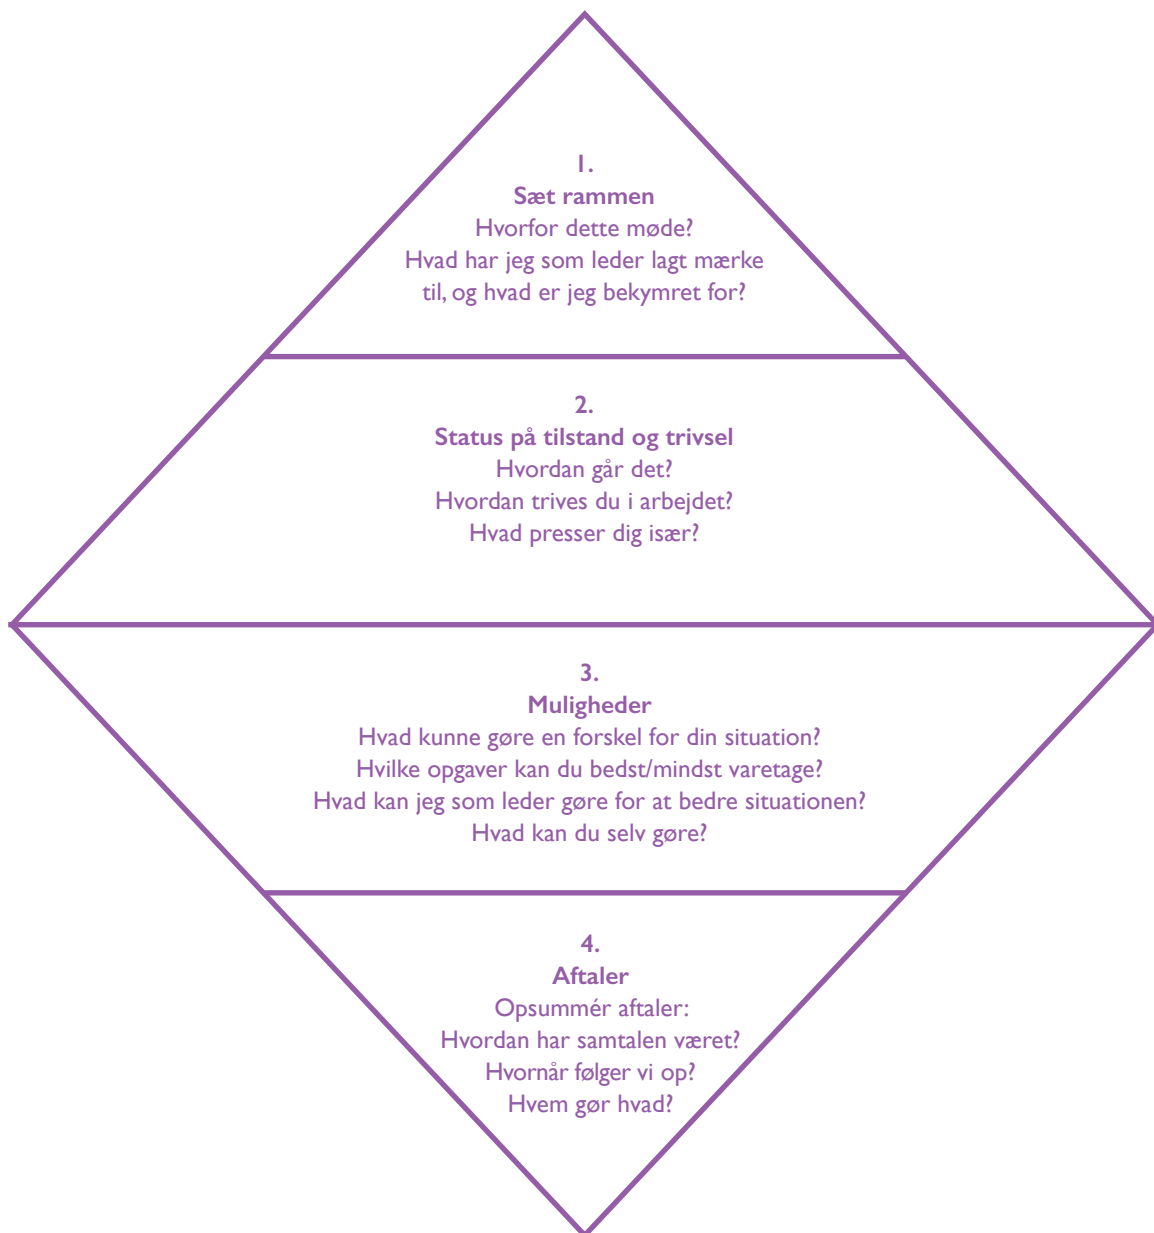 1.
Sæt rammen
Hvorfor dette møde?
Hvad har jeg som leder lagt mærke
til, og hvad er jeg bekymret for?
2.
Status på tilstand og trivsel
Hvordan går det?
Hvordan trives du i arbejdet?
Hvad presser dig især?
3.
Muligheder
Hvad kunne gøre en forskel for din situation?
Hvilke opgaver kan du bedst/mindst varetage?
Hvad kan jeg som leder gøre for at bedre situationen?
Hvad kan du selv gøre?
4.
Aftaler
Opsummér aftaler:
Hvordan har samtalen været?
Hvornår følger vi op?
Hvem gør hvad?